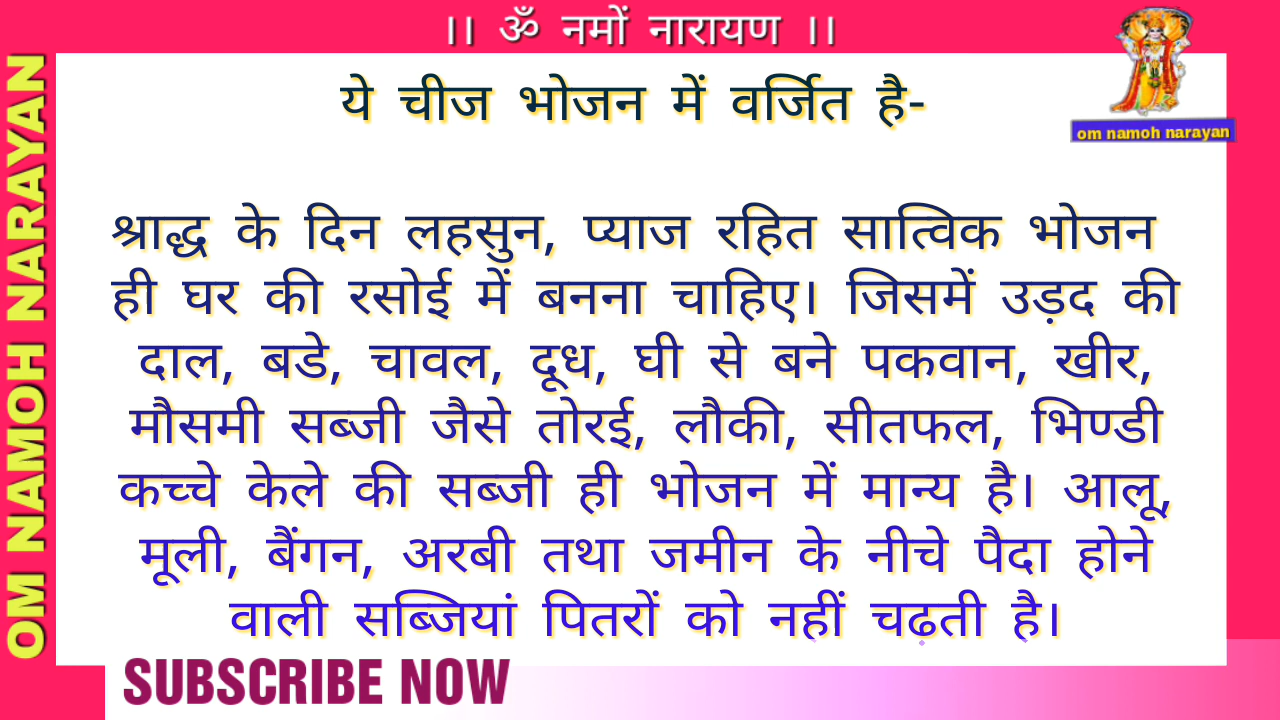 ।। ॐ नमों नारायण ।।
om namoh narayan
OM NAMOH NARAYAN
ये चीज भोजन में वर्जित है-
श्राद्ध के दिन लहसुन, प्याज रहित सात्विक भोजन
ही घर की रसोई में बनना चाहिए। जिसमें उड़द की
दाल, बडे, चावल, दूध, घी से बने पकवान, खीर,
मौसमी सब्जी जैसे तोरई, लौकी, सीतफल, भिण्डी
कच्चे केले की सब्जी ही भोजन में मान्य है। आलू,
मूली, बैंगन, अरबी तथा जमीन के नीचे पैदा होने
वाली सब्जियां पितरों को नहीं चढ़ती है।
SUBSCRIBE NOW